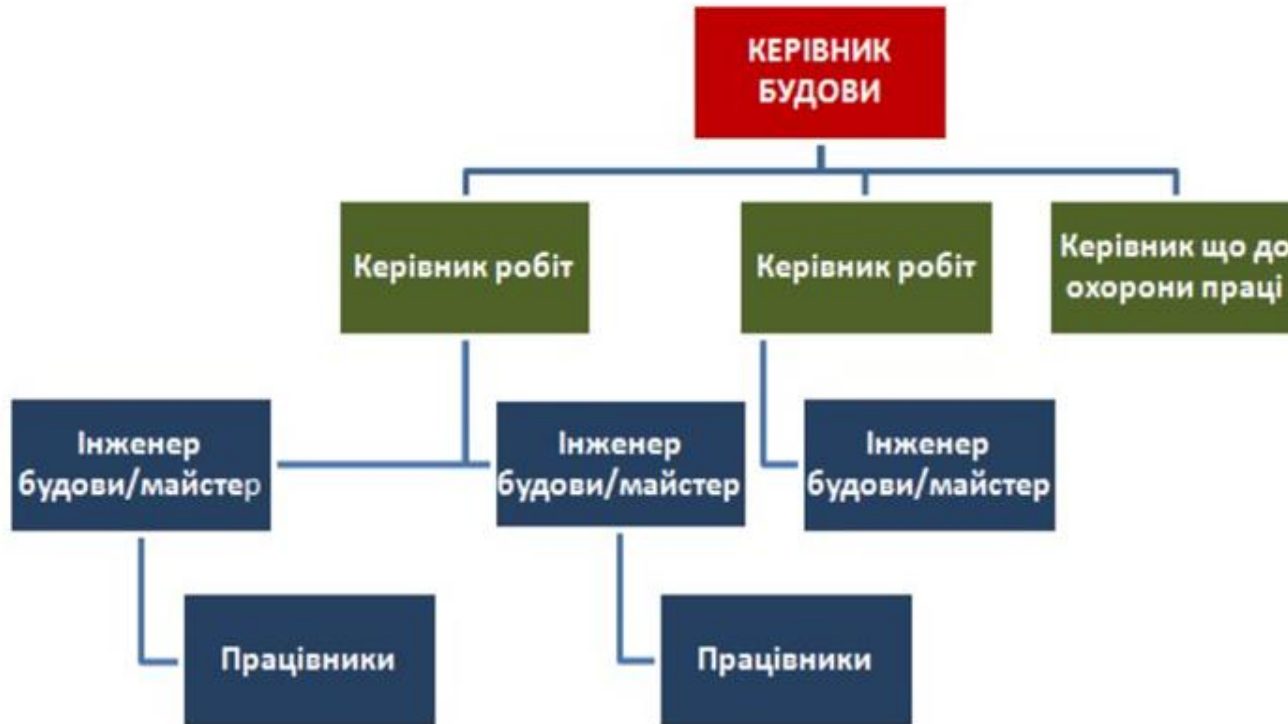 КЕРІВНИК
БУДОВИ
Керівник робіт
Керівник робіт
Керівник що до
охорони праці
Інженер
будови/майстер
Інженер
будови/майстер
Інженер
будови/майстер
Працівники
Працівники